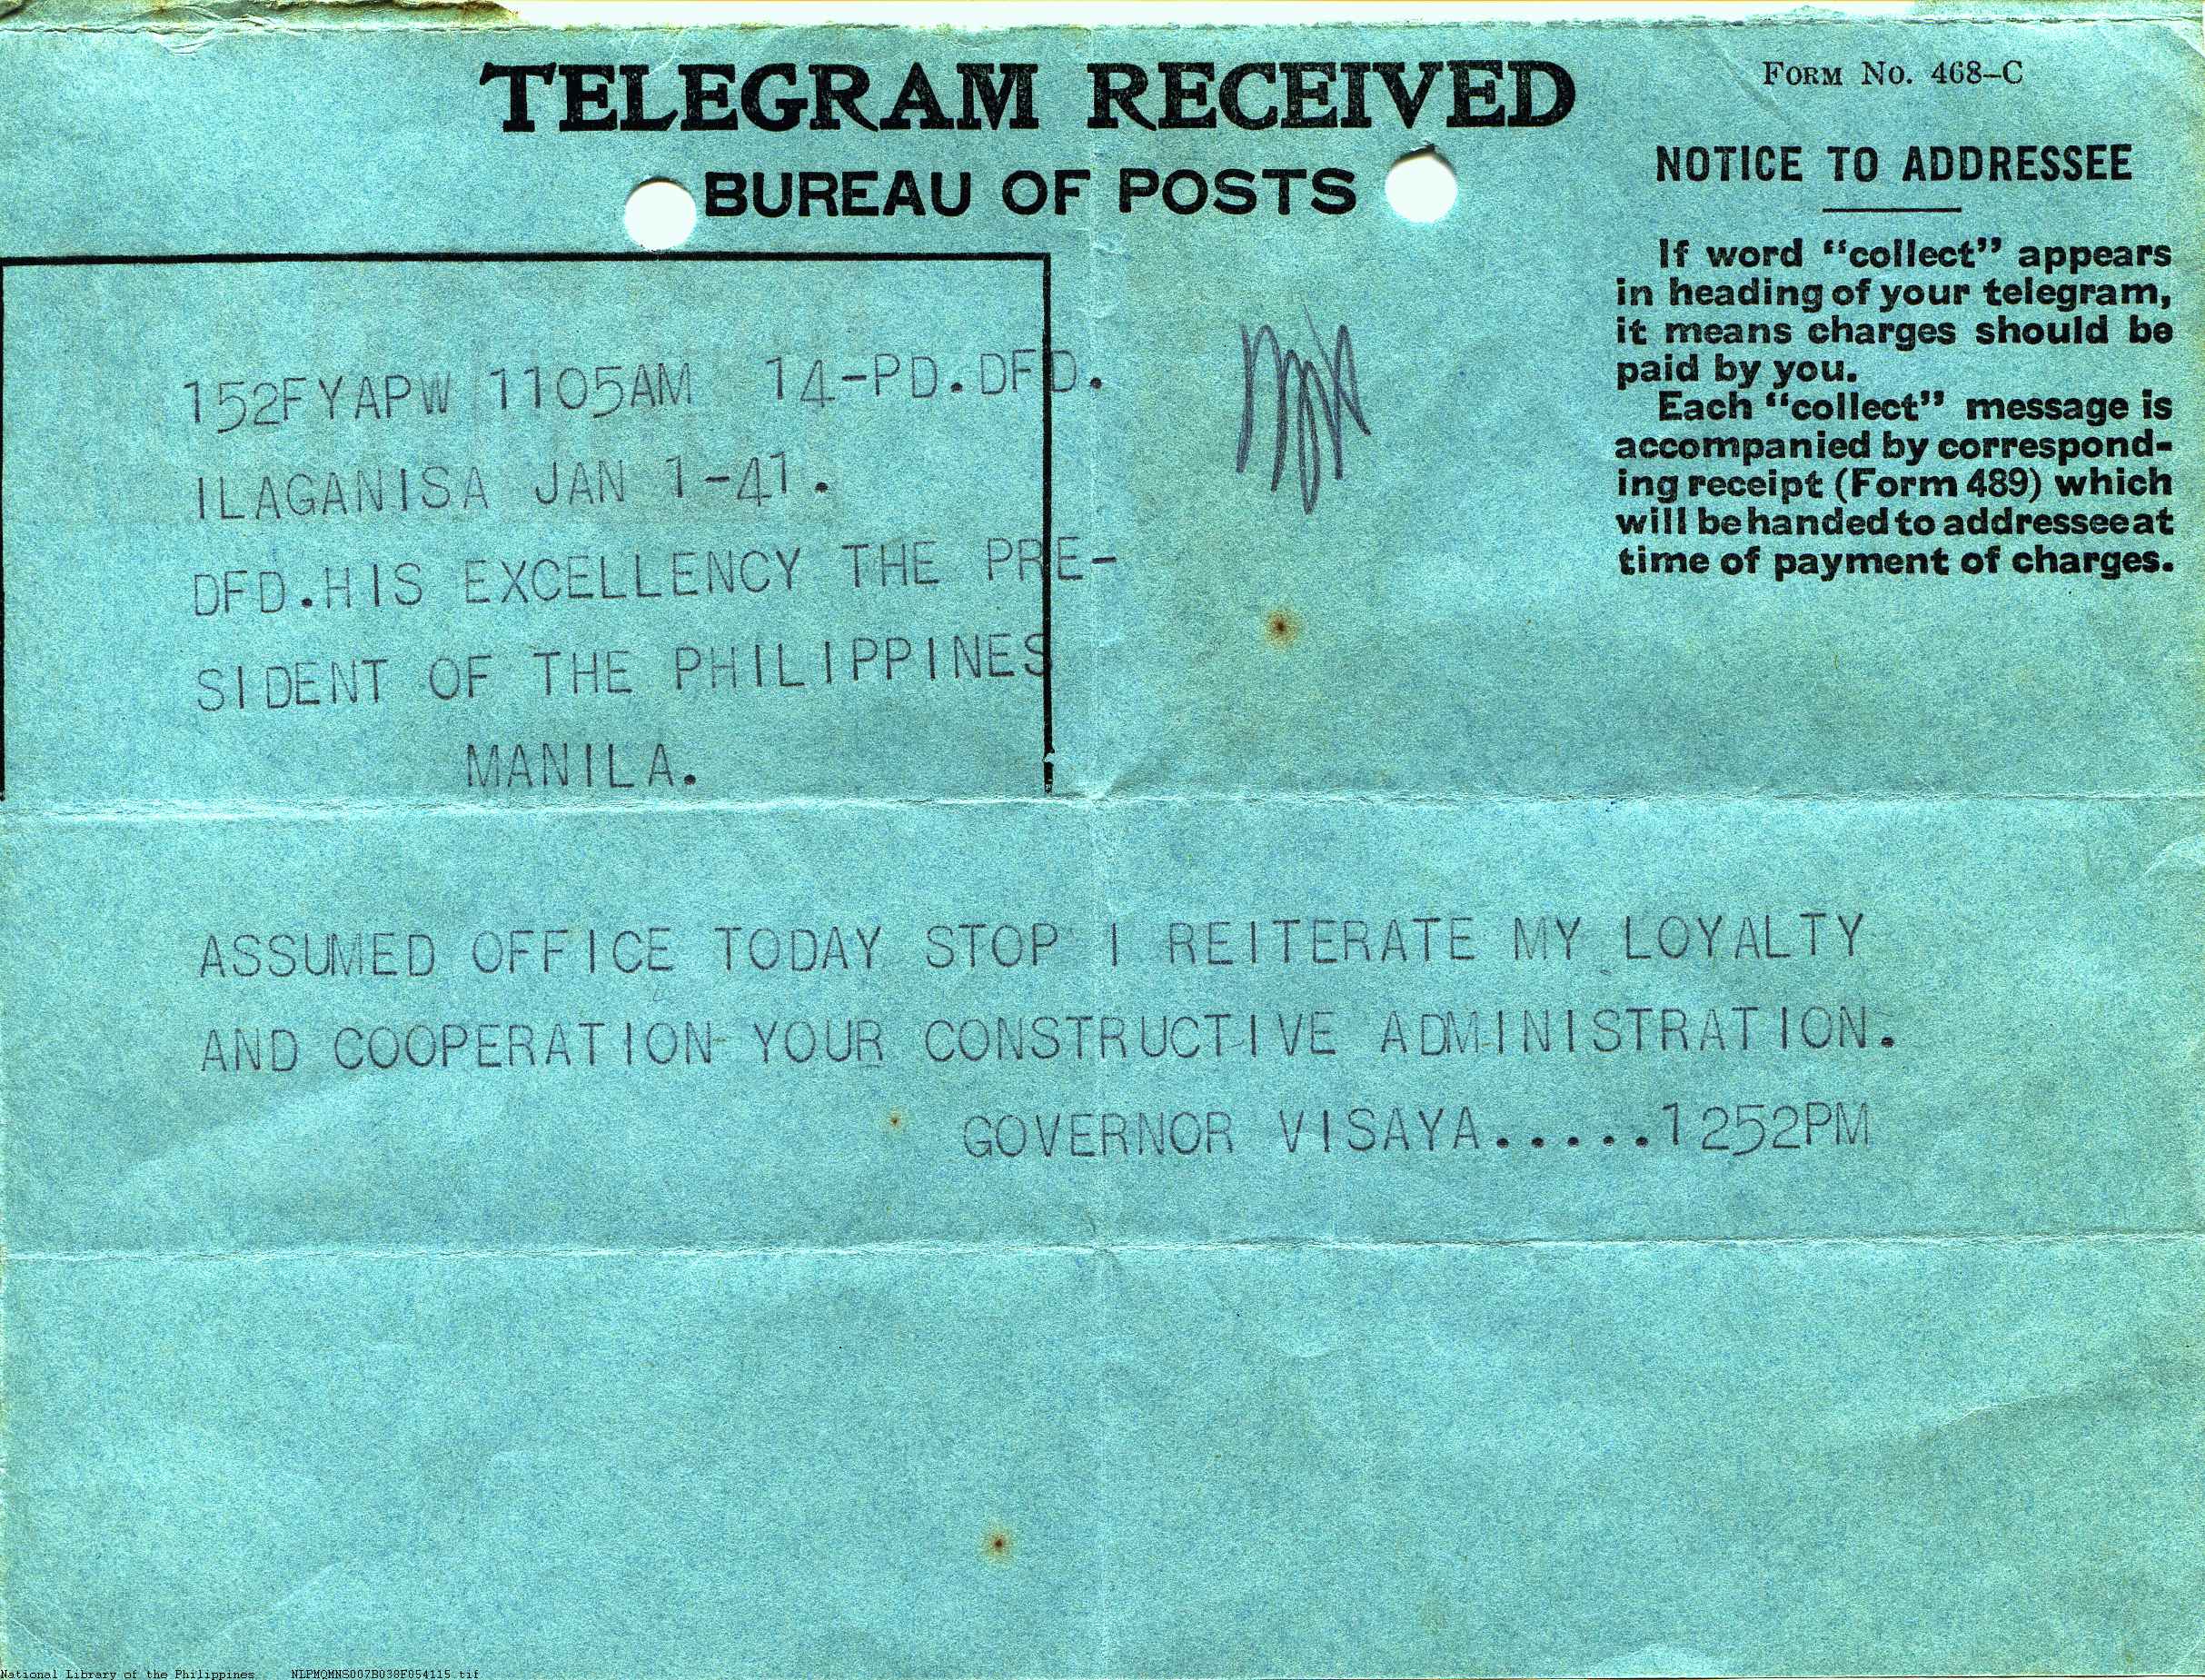 TELEGRAM RECEIVED
BUREAU OF POSTS
FORM NO. 468–C
NOTICE TO ADDRESSEE
If word “collect” appears
in heading of your telegram,
it means charges should be
paid by you.
Each “collect” message is
accompanied by correspond-
ing receipt (Form 489) which
will be handed to addressee at
time of payment of charges.
152FYAPW 1105AM 14-PD.DFD.
ILAGANISA JAN 1-41.
DFD.HIS EXCELLENCY THE PRE-
SIDENT OF THE PHILIPPINES
MANILA.
ASSUMED OFFICE TODAY STOP I REITERATE MY LOYALTY
AND COOPERATION YOUR CONSTRUCTIVE ADMINISTRATION.
GOVERNOR VISAYA.....1252PM
National Library of the Philippines NLPMQMNS007B038F054115.tif